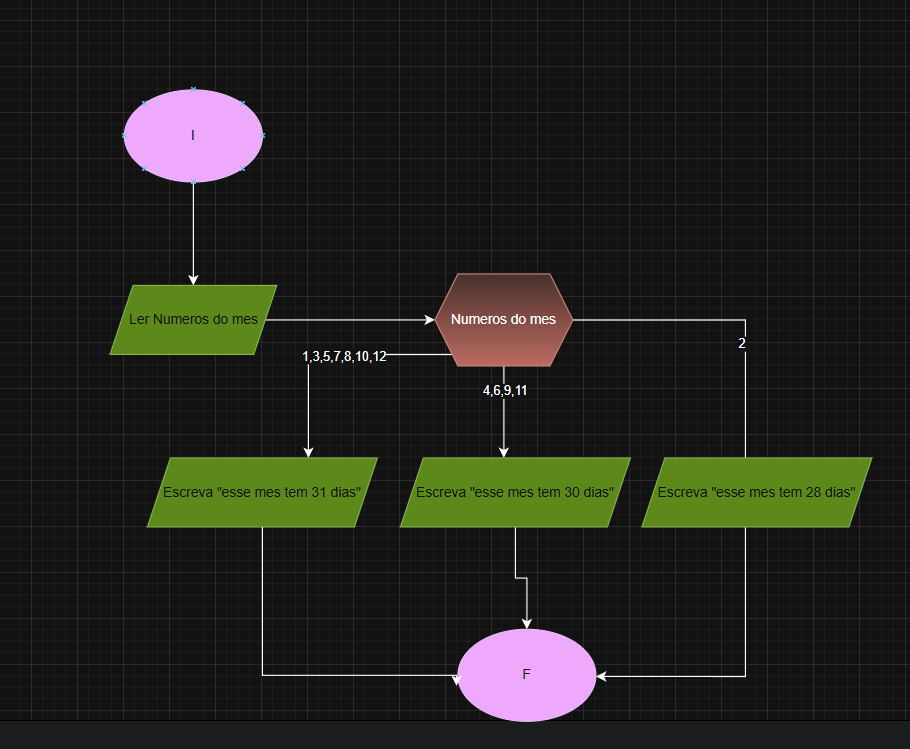 I
Ler Numeros do mes
Numeros do mes
2
1,3,5,7,8,10,12
4,6,9,11
Escreva "esse mes tem 31 dias"
Escreva "esse mes tem 30 dias"
Escreva "esse mes tem 28 dias"
F